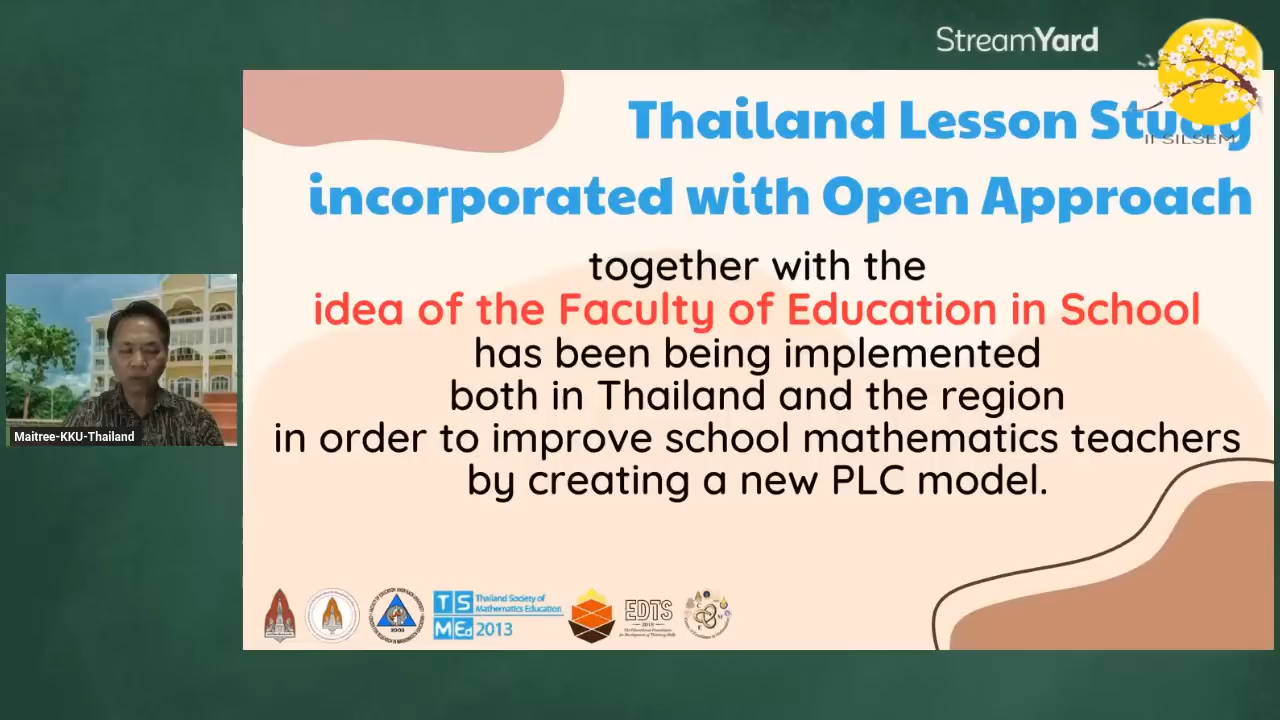 StreamYard
II SILSEM
Thailand Lesson Study
incorporated with Open Approach
together with the
idea of the Faculty of Education in School
has been being implemented
both in Thailand and the region
in order to improve school mathematics teachers
by creating a new PLC model.
Maitree-KKU-Thailand
TS Thailand Society of
Mathematics Education
MEd 2013
EDTS